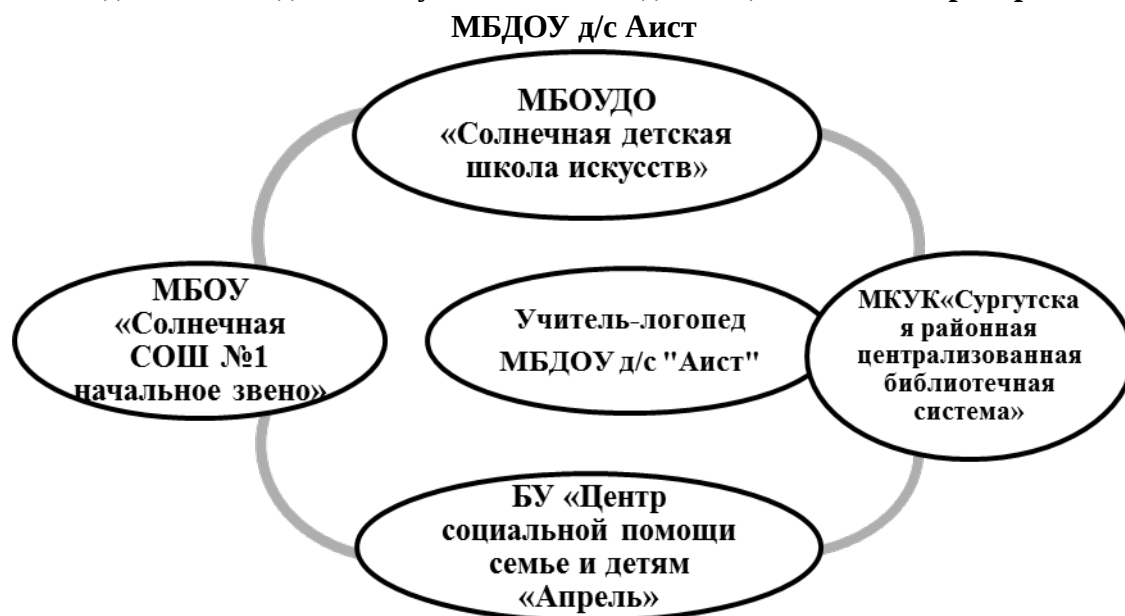 МБДОУ д/с Аист
МБОУДО
«Солнечная детская
школа искусств»
МБОУ
«Солнечная
СОШ №1
начальное звено»
Учитель-логопед
МБДОУ д/с "Аист"
МКУК«Сургутска
я районная
централизованная
библиотечная
система»
БУ «Центр
социальной помощи
семье и детям
«Апрель»